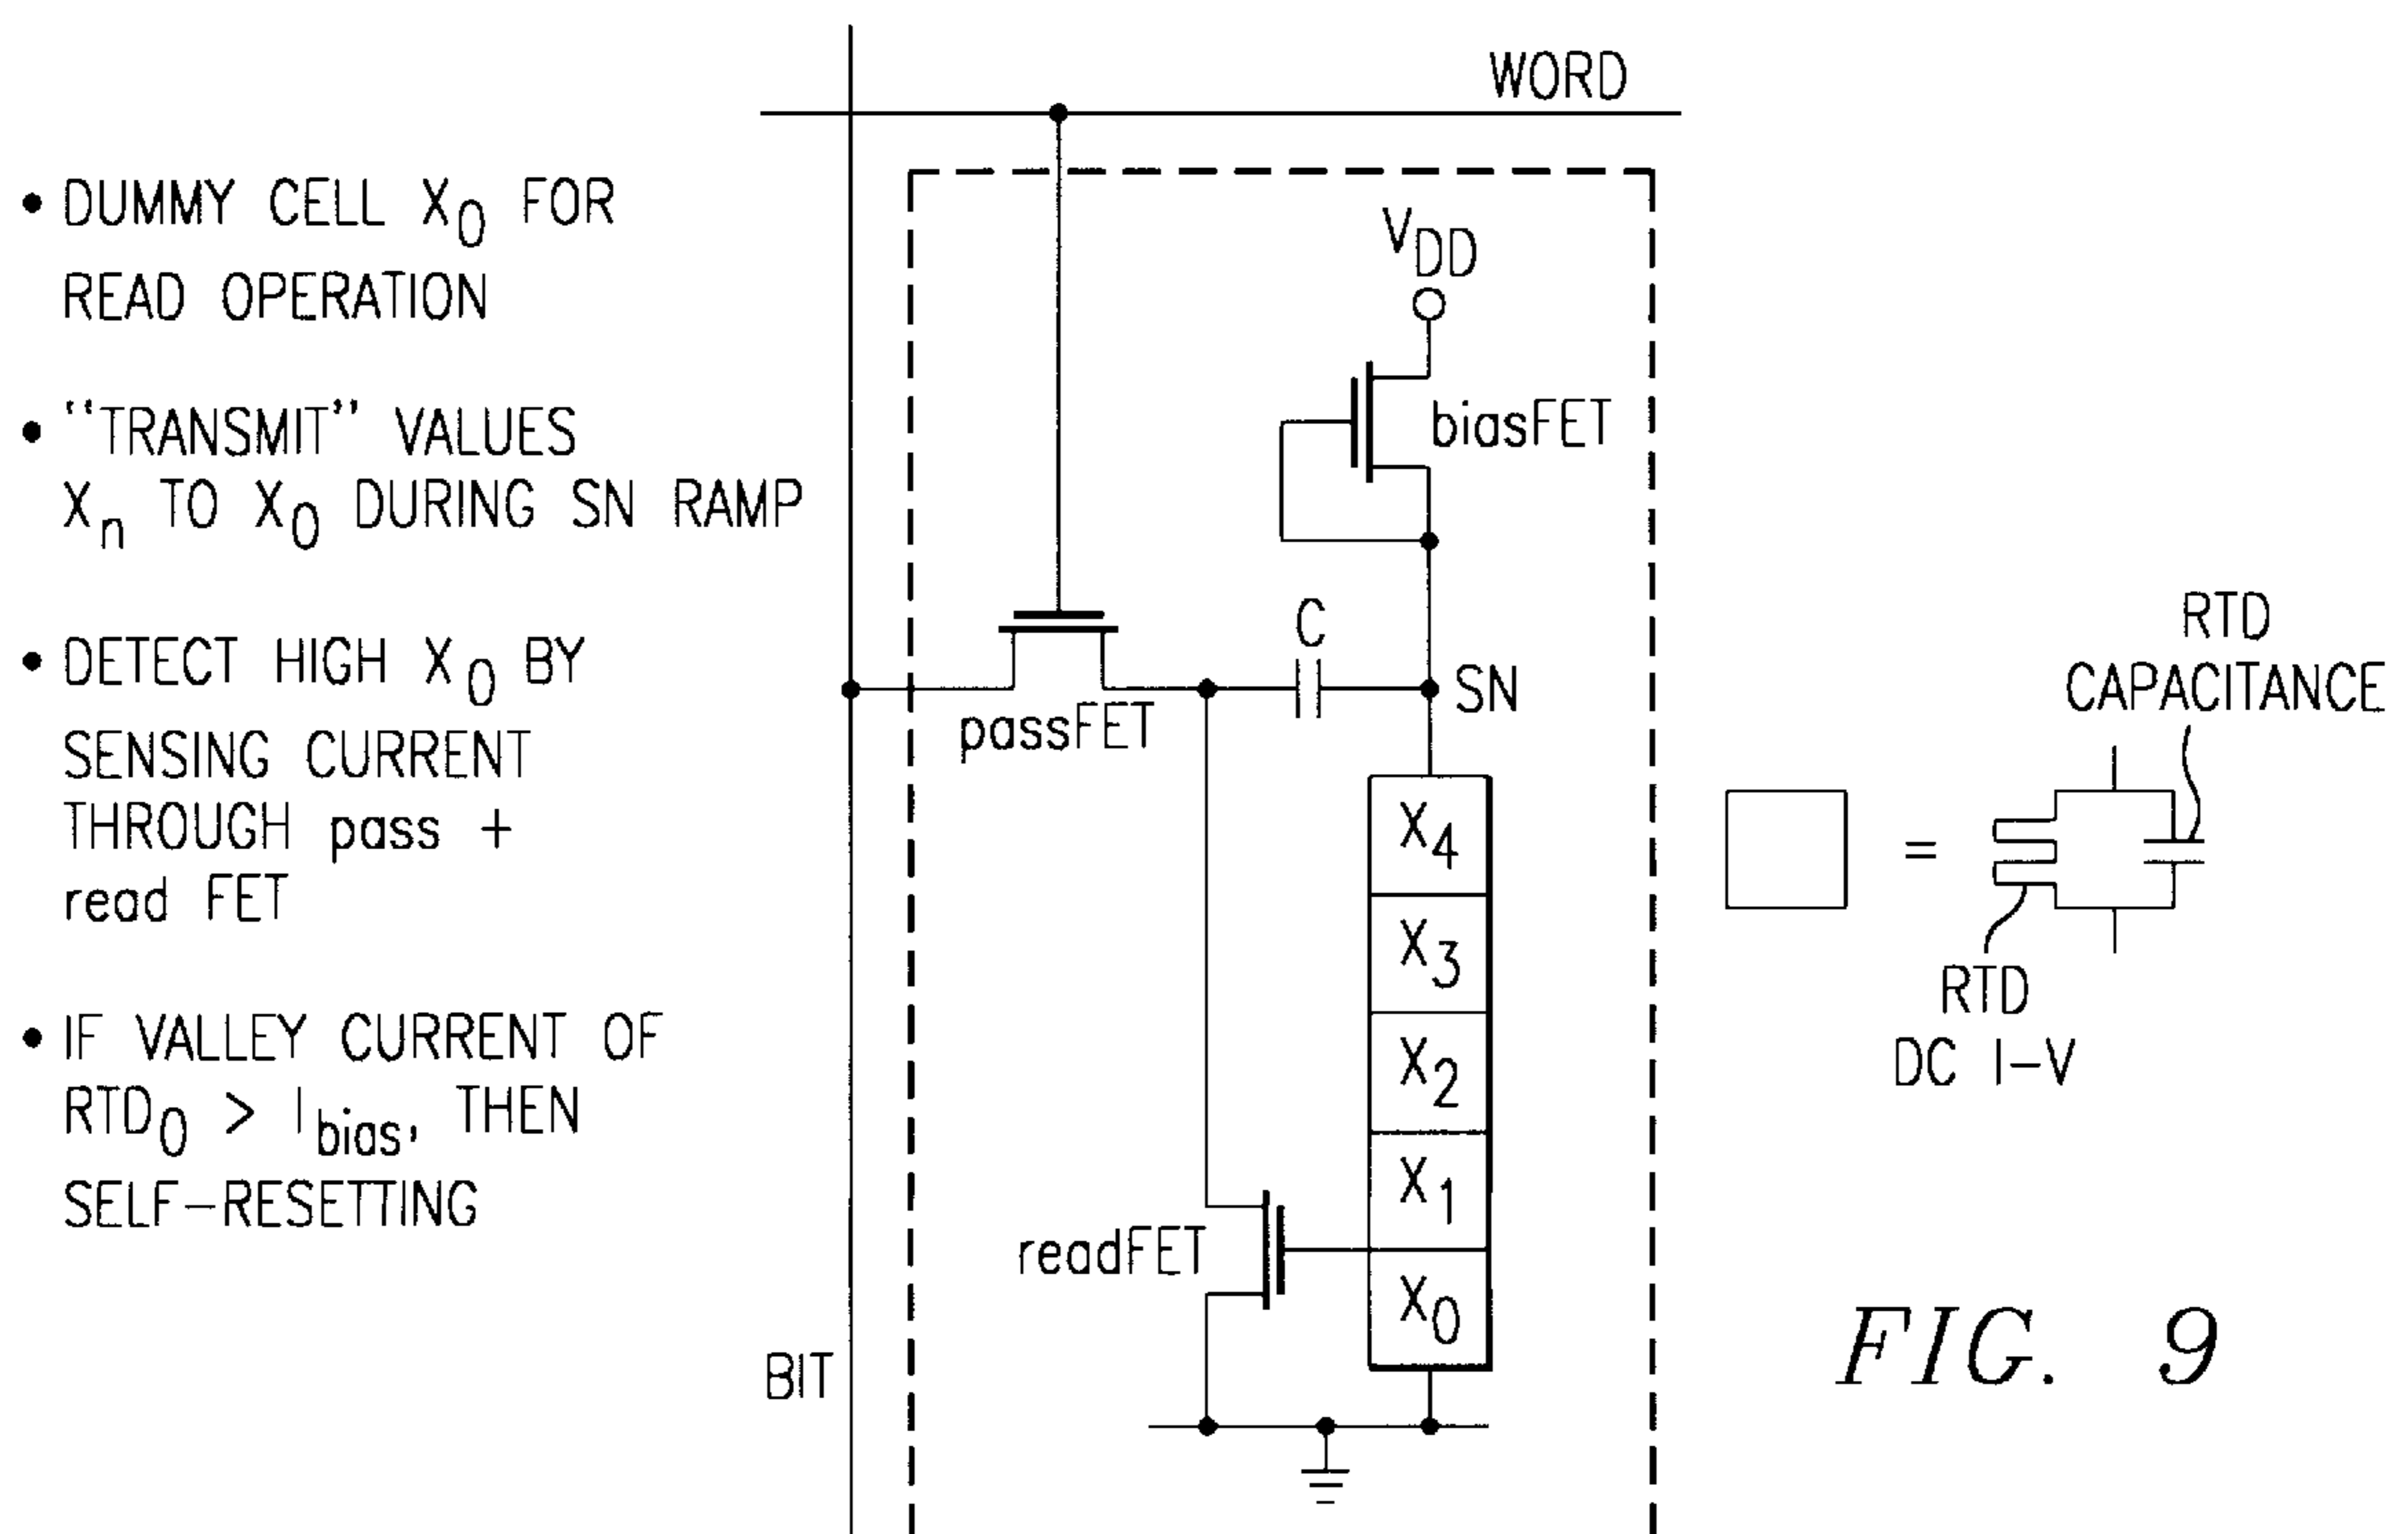 • DUMMY CELL X0 FOR
READ OPERATION
• "TRANSMIT" VALUES
Xn TO X0 DURING SN RAMP
• DETECT HIGH X0 BY
SENSING CURRENT
THROUGH pass +
read FET
• IF VALLEY CURRENT OF
RTD0 > Ibias, THEN
SELF-RESETTING
WORD
VDD
biasFET
C
SN
passFET
X4
X3
X2
X1
X0
readFET
BIT
RTD
CAPACITANCE
=
RTD
DC I-V
FIG. 9